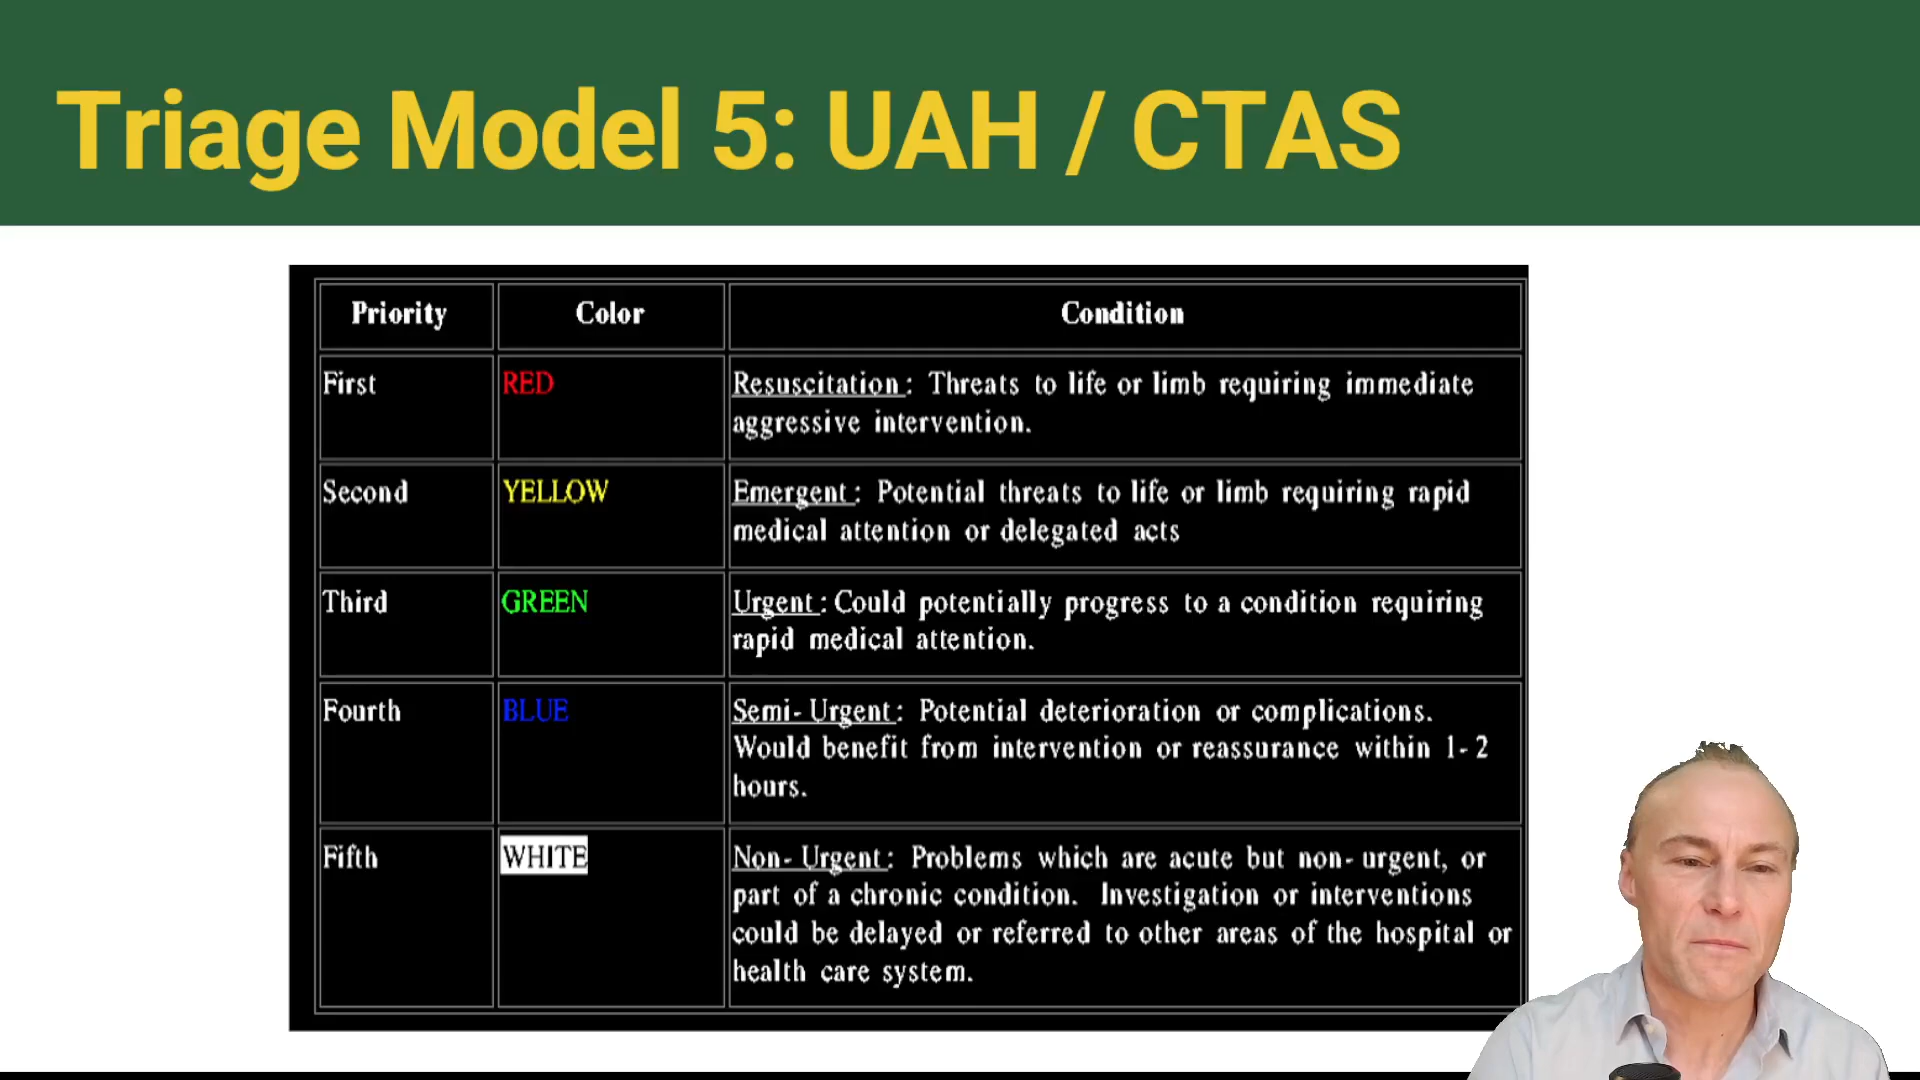 Triage Model 5: UAH / CTAS
Priority Color Condition
First RED Resuscitation: Threats to life or limb requiring immediate
aggressive intervention.
Second YELLOW Emergent: Potential threats to life or limb requiring rapid
medical attention or delegated acts
Third GREEN Urgent: Could potentially progress to a condition requiring
rapid medical attention.
Fourth BLUE Semi-Urgent: Potential deterioration or complications.
Would benefit from intervention or reassurance within 1-2
hours.
Fifth WHITE Non-Urgent: Problems which are acute but non-urgent, or
part of a chronic condition. Investigation or interventions
could be delayed or referred to other areas of the hospital or
health care system.